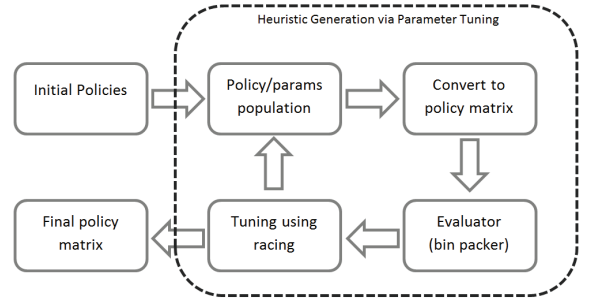 Heuristic Generation via Parameter Tuning
Initial Policies
Policy/params
population
Convert to
policy matrix
Final policy
matrix
Tuning using
racing
Evaluator
(bin packer)